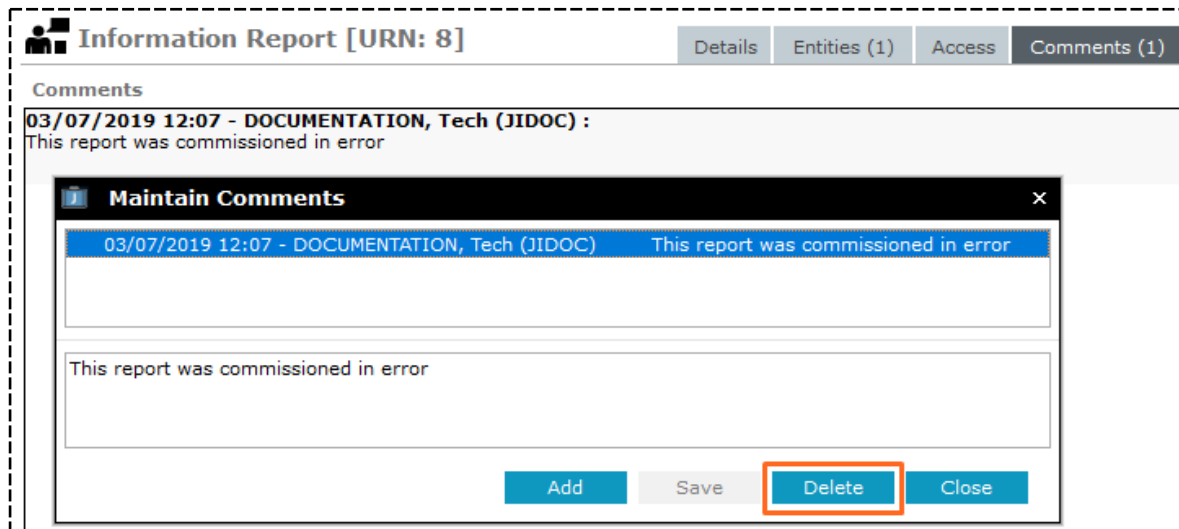 Information Report [URN: 8]
Details Entities (1) Access Comments (1)
Comments
03/07/2019 12:07 - DOCUMENTATION, Tech (JIDOC) :
This report was commissioned in error
J Maintain Comments ×
03/07/2019 12:07 - DOCUMENTATION, Tech (JIDOC) This report was commissioned in error
This report was commissioned in error
Add Save Delete Close